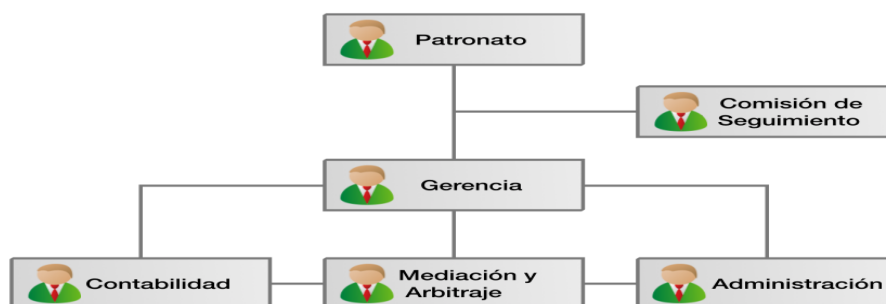 Patronato
Comisión de
Seguimiento
Gerencia
Contabilidad
Mediación y
Arbitraje
Administración